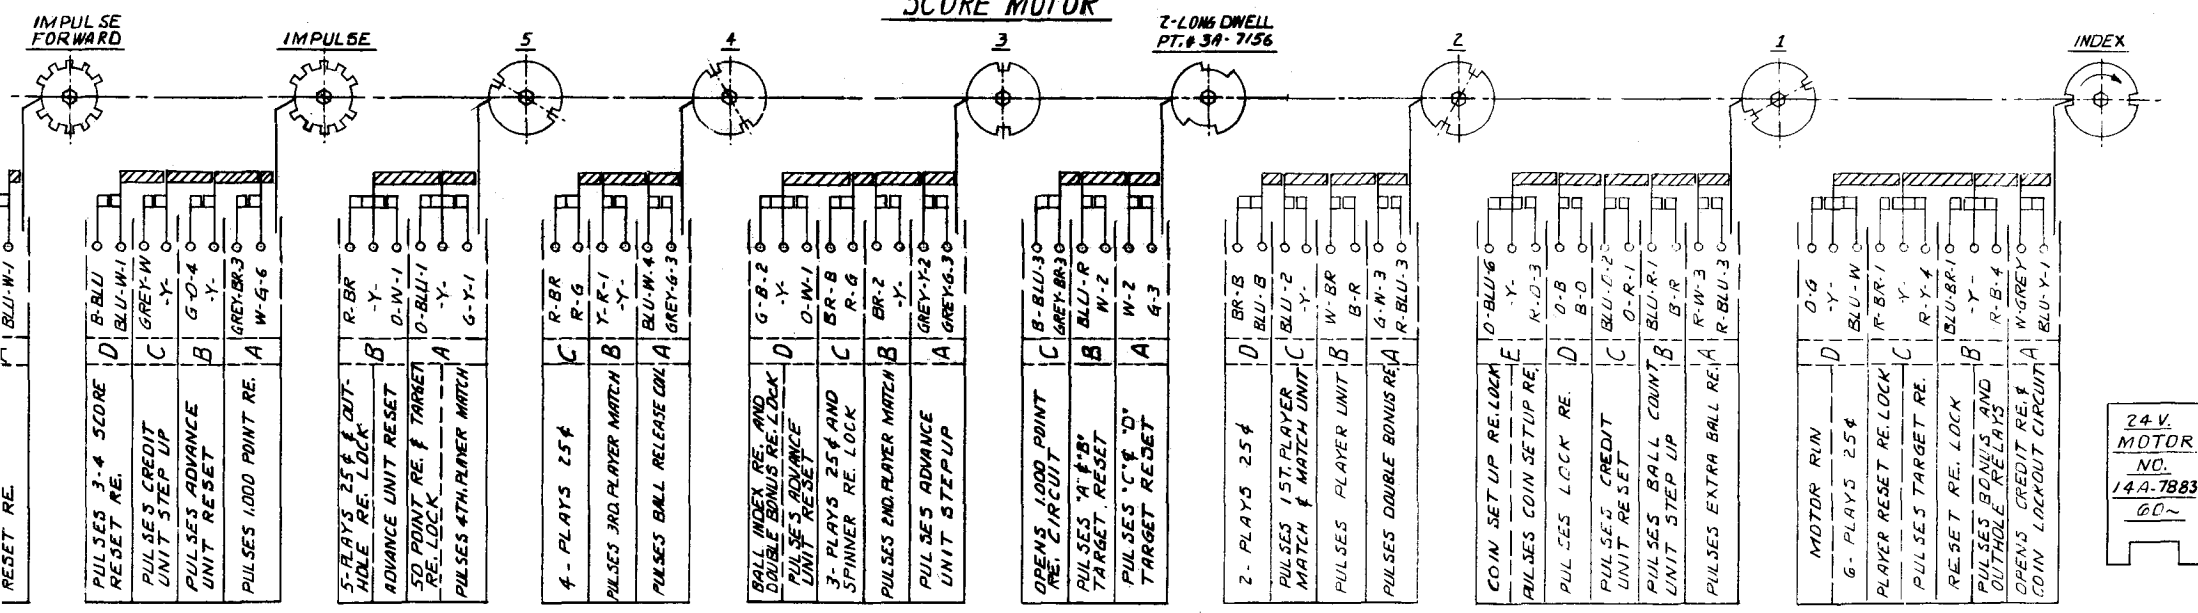 SCORE MOTOR
IMPULSE
FORWARD
IMPULSE
5
4
3
2-LONG DWELL
PT.# 3A-7156
2
1
INDEX
BLU-W-1
RESET RE.
B-BLU
BLU-W-1
GREY-W
-Y-
G-O-4
-Y-
GREY-BR-3
W-G-6
D
C
B
A
PULSES 3-4 SCORE
RESET RE.
PULSES CREDIT
UNIT STEP UP
PULSES ADVANCE
UNIT RESET
PULSES 1,000 POINT RE.
R-BR
-Y-
O-W-1
O-BLU-1
-Y-
G-Y-1
B
A
5-PLAYS 25¢ & OUT-
HOLE RE. LOCK
ADVANCE UNIT RESET
50 POINT RE. & TARGET
RE. LOCK
PULSES 4TH. PLAYER MATCH
R-BR
R-G
Y-R-1
-Y-
BLU-W-4
GREY-G-3
C
B
A
4-PLAYS 25¢
PULSES 3RD. PLAYER MATCH
PULSES BALL RELEASE COIL
G-B-2
-Y-
O-W-1
BR-B
R-G
BR-2
-Y-
GREY-Y-2
GREY-G-3
D
C
B
A
BALL INDEX RE. AND
DOUBLE BONUS RE. LOCK
PULSES ADVANCE
UNIT RESET
3-PLAYS 25¢ AND
SPINNER RE. LOCK
PULSES 2ND. PLAYER MATCH
PULSES ADVANCE
UNIT STEP UP
B-BLU-3
GREY-BR-3
BLU-R
W-2
W-2
G-3
C
B
A
OPENS 1,000 POINT
RE. CIRCUIT
PULSES "A" & "B"
TARGET RESET
PULSES "C" & "D"
TARGET RESET
BR-B
BLU-B
BLU-2
-Y-
W-BR
B-R
G-W-3
R-BLU-3
D
C
B
A
2-PLAYS 25¢
PULSES 1ST. PLAYER
MATCH & MATCH UNIT
PULSES PLAYER UNIT
PULSES DOUBLE BONUS RE.
O-BLU-6
-Y-
R-O-3
O-B
B-O
BLU-O-2
O-R-1
BLU-R-1
B-R
R-W-3
R-BLU-3
E
D
C
B
A
COIN SET UP RE. LOCK
PULSES COIN SETUP RE.
PULSES LOCK RE.
PULSES CREDIT
UNIT RESET
PULSES BALL COUNT
UNIT STEP UP
PULSES EXTRA BALL RE.
O-G
-Y-
BLU-W
R-BR-1
-Y-
R-Y-4
BLU-BR-1
-Y-
R-B-4
W-GREY
BLU-Y-1
D
C
B
A
MOTOR RUN
6-PLAYS 25¢
PLAYER RESET RE. LOCK
PULSES TARGET RE.
RESET RE. LOCK
PULSES BONUS AND
OUTHOLE RELAYS
OPENS CREDIT RE. &
COIN LOCKOUT CIRCUIT
24 V.
MOTOR
NO.
14A-7883
60~